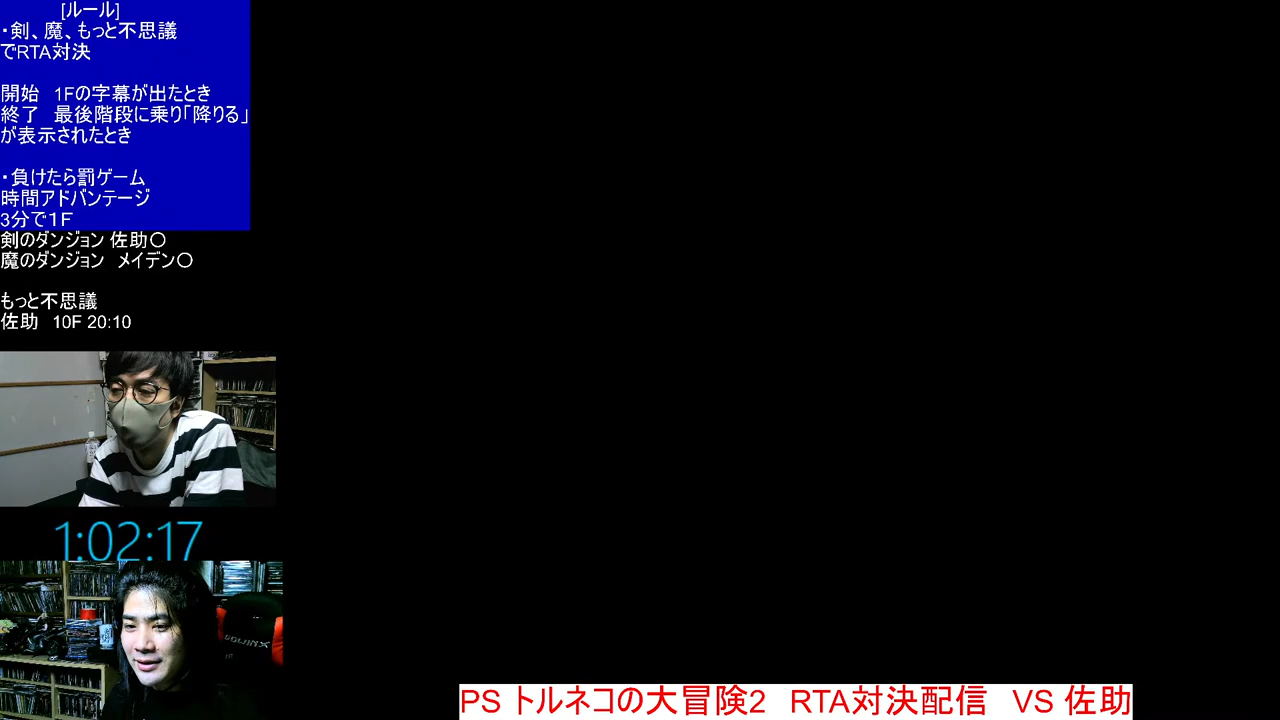 [ルール]
・剣、魔、もっと不思議
でRTA対決
開始　1Fの字幕が出たとき
終了　最後階段に乗り「降りる」
が表示されたとき
・負けたら罰ゲーム
時間アドバンテージ
3分で１F
剣のダンジョン 佐助〇
魔のダンジョン　メイデン〇
もっと不思議
佐助　10F 20:10
1:02:17
PS トルネコの大冒険2　RTA対決配信　VS 佐助